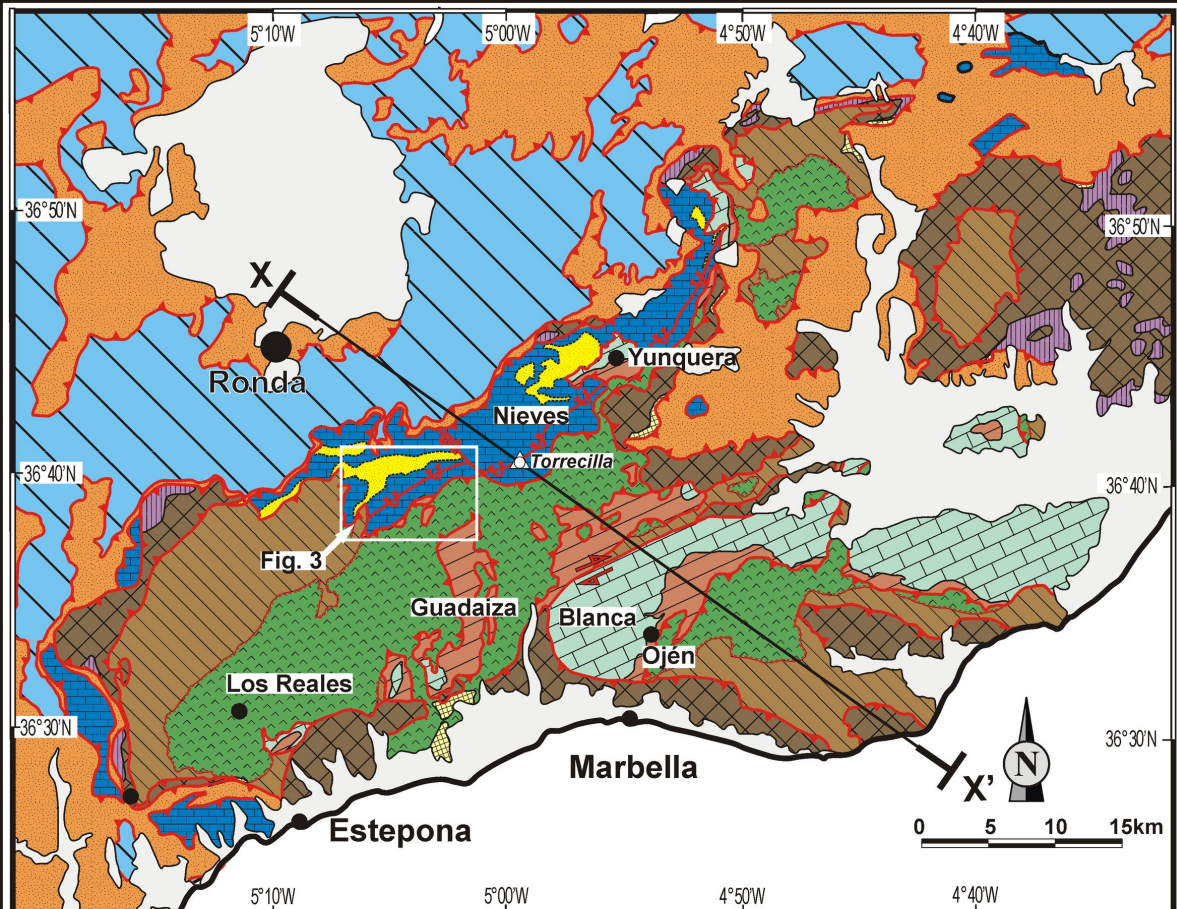 5°10'W 5°00'W 4°50'W 4°40'W
36°50'N
36°50'N
X
Ronda
Yunquera
Nieves
Torrecilla
36°40'N
36°40'N
Fig. 3
Guadaiza
Blanca
Ojén
Los Reales
36°30'N
36°30'N
Marbella
X'
N
Estepona
0 5 10 15km
5°10'W 5°00'W 4°50'W 4°40'W